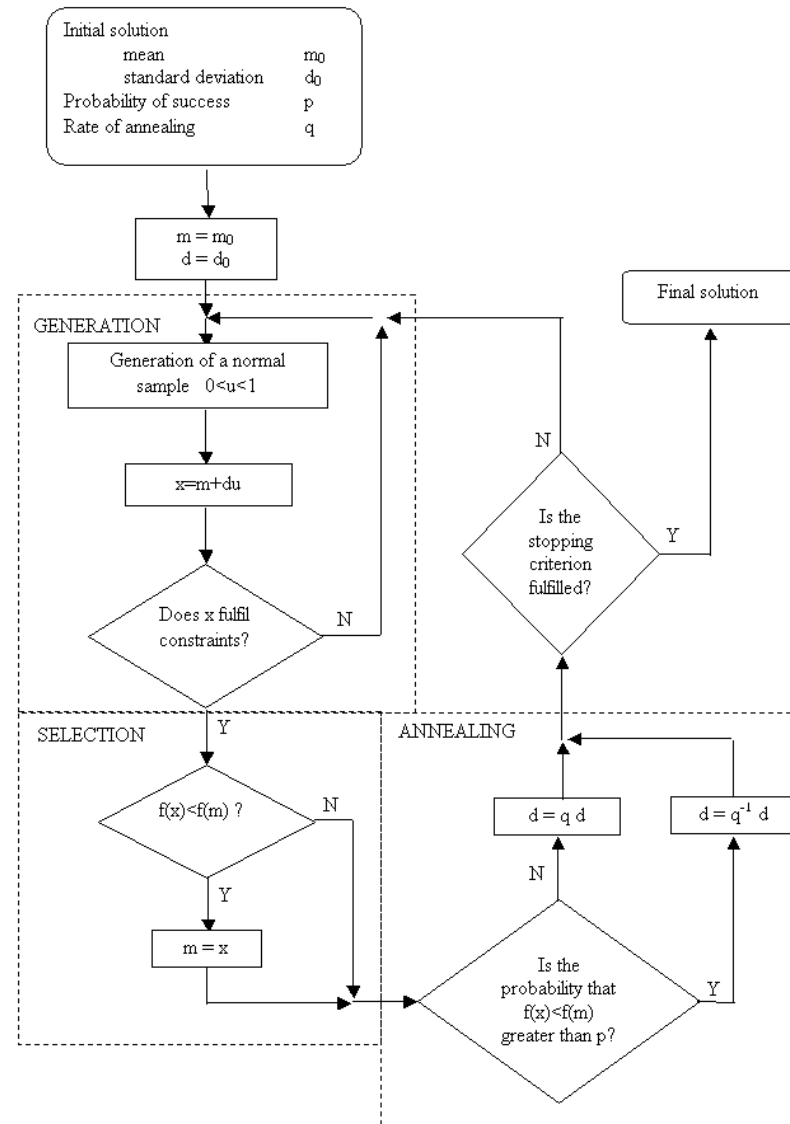 Initial solution
mean m₀
standard deviation d₀
Probability of success p
Rate of annealing q
m = m₀
d = d₀
GENERATION
Generation of a normal
sample 0<u<1
x=m+du
Does x fulfil
constraints?
N
Y
Final solution
N
Is the
stopping
criterion
fulfilled?
Y
SELECTION
f(x)<f(m) ?
N
Y
m = x
ANNEALING
d = q d
d = q⁻¹ d
N
Is the
probability that
f(x)<f(m)
greater than p?
Y